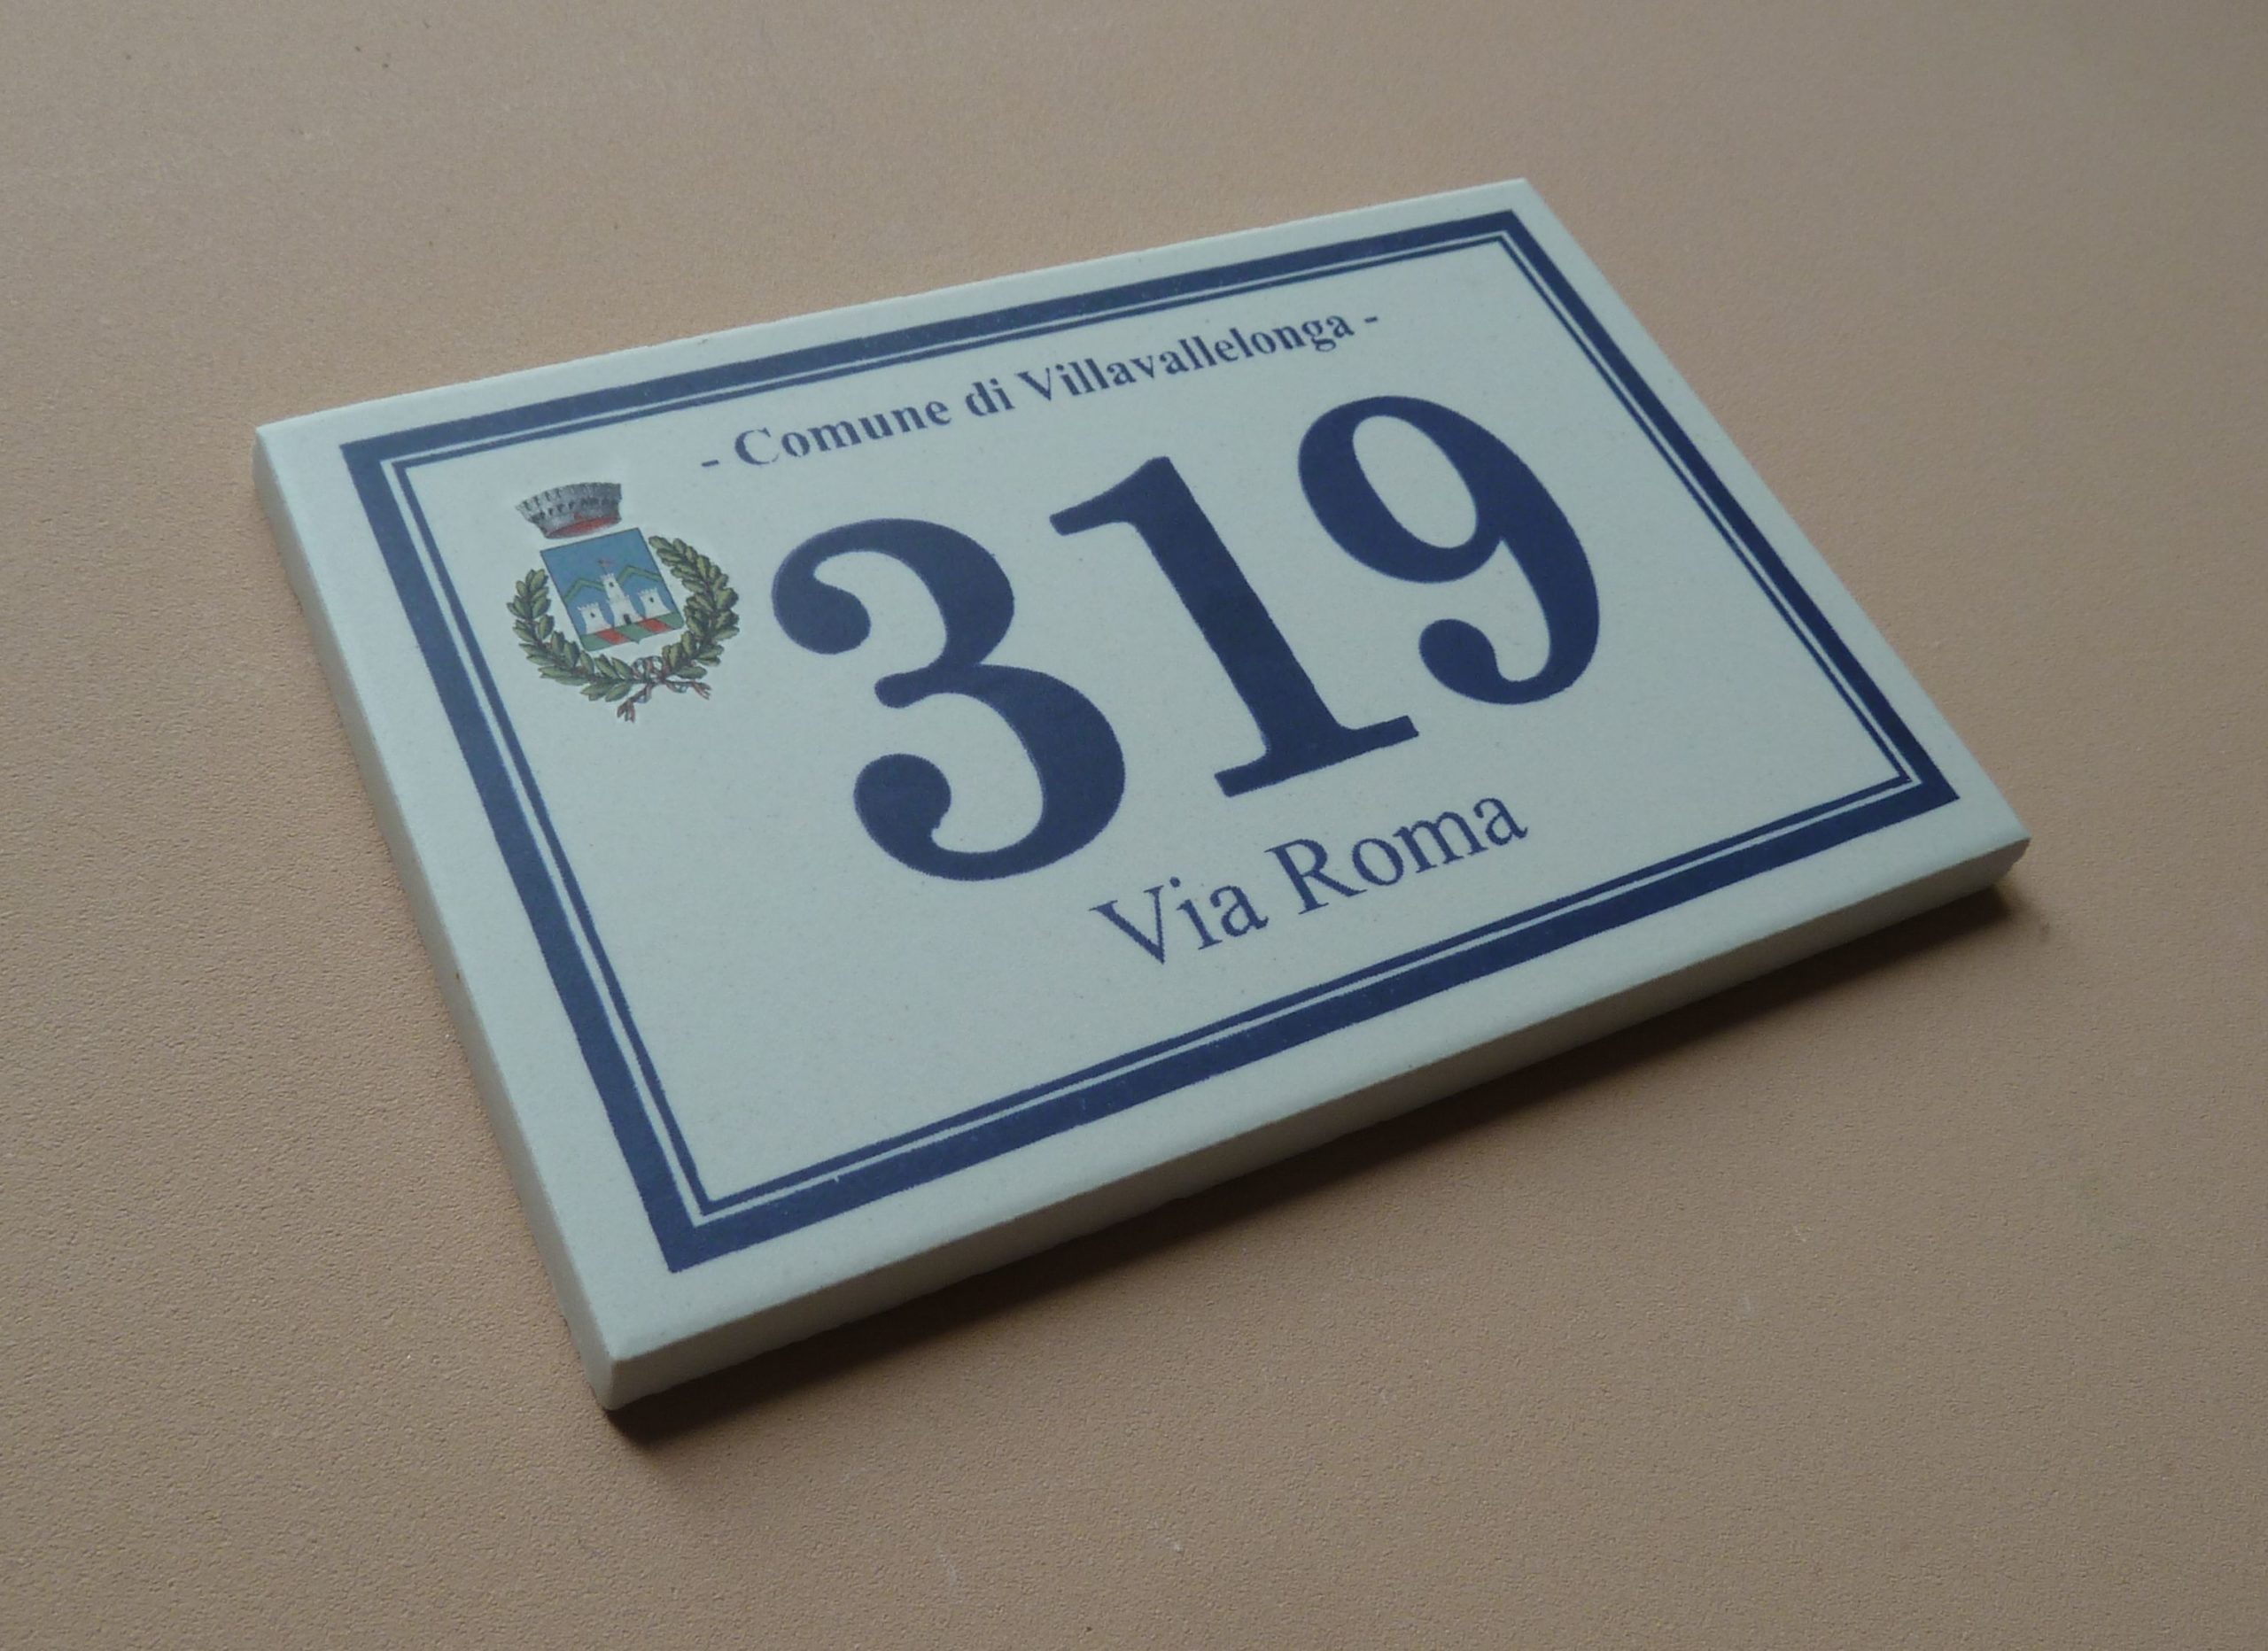 - Comune di Villavallelonga -
319
Via Roma